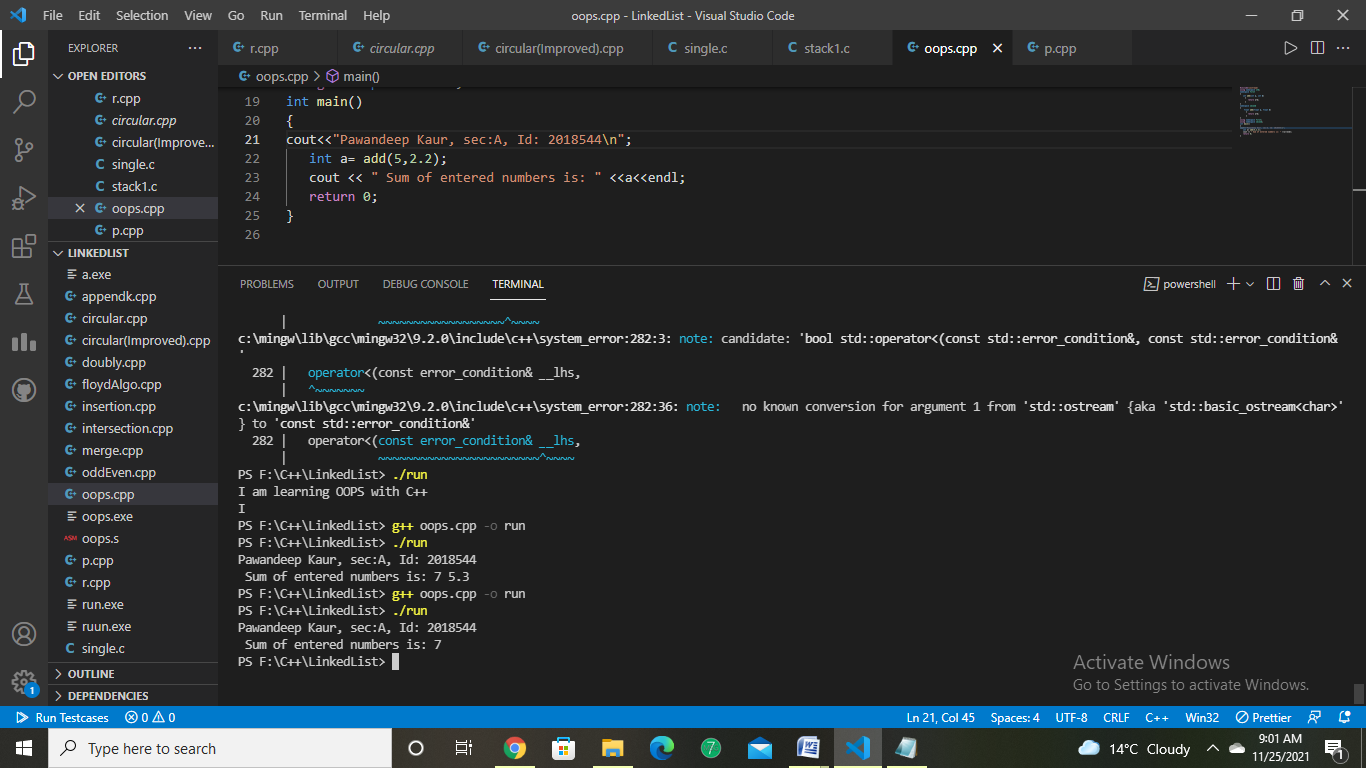 File Edit Selection View Go Run Terminal Help
oops.cpp - LinkedList - Visual Studio Code
EXPLORER
OPEN EDITORS
r.cpp
circular.cpp
circular(Improve...
single.c
stack1.c
oops.cpp
p.cpp
LINKEDLIST
a.exe
appendk.cpp
circular.cpp
circular(Improved).cpp
doubly.cpp
floydAlgo.cpp
insertion.cpp
intersection.cpp
merge.cpp
oddEven.cpp
oops.cpp
oops.exe
ASM oops.s
p.cpp
r.cpp
run.exe
ruun.exe
single.c
OUTLINE
DEPENDENCIES
r.cpp circular.cpp circular(Improved).cpp single.c stack1.c oops.cpp p.cpp
oops.cpp > main()
19 int main()
20 {
21 cout<<"Pawandeep Kaur, sec:A, Id: 2018544\n";
22 int a= add(5,2.2);
23 cout << " Sum of entered numbers is: " <<a<<endl;
24 return 0;
25 }
26
PROBLEMS OUTPUT DEBUG CONSOLE TERMINAL
powershell
| ~~~~~~~~~~~~~~~~~~~^~~~~
c:\mingw\lib\gcc\mingw32\9.2.0\include\c++\system_error:282:3: note: candidate: 'bool std::operator<(const std::error_condition&, const std::error_condition&
'
282 | operator<(const error_condition& __lhs,
| ^~~~~~~~
c:\mingw\lib\gcc\mingw32\9.2.0\include\c++\system_error:282:36: note: no known conversion for argument 1 from 'std::ostream' {aka 'std::basic_ostream<char>'
} to 'const std::error_condition&'
282 | operator<(const error_condition& __lhs,
| ~~~~~~~~~~~~~~~~~~~~~~~~^~~~~
PS F:\C++\LinkedList> ./run
I am learning OOPS with C++
I
PS F:\C++\LinkedList> g++ oops.cpp -o run
PS F:\C++\LinkedList> ./run
Pawandeep Kaur, sec:A, Id: 2018544
Sum of entered numbers is: 7 5.3
PS F:\C++\LinkedList> g++ oops.cpp -o run
PS F:\C++\LinkedList> ./run
Pawandeep Kaur, sec:A, Id: 2018544
Sum of entered numbers is: 7
PS F:\C++\LinkedList>
Activate Windows
Go to Settings to activate Windows.
1
Run Testcases 0 0
Ln 21, Col 45 Spaces: 4 UTF-8 CRLF C++ Win32 Prettier
Type here to search
7
14°C Cloudy
9:01 AM
11/25/2021
1